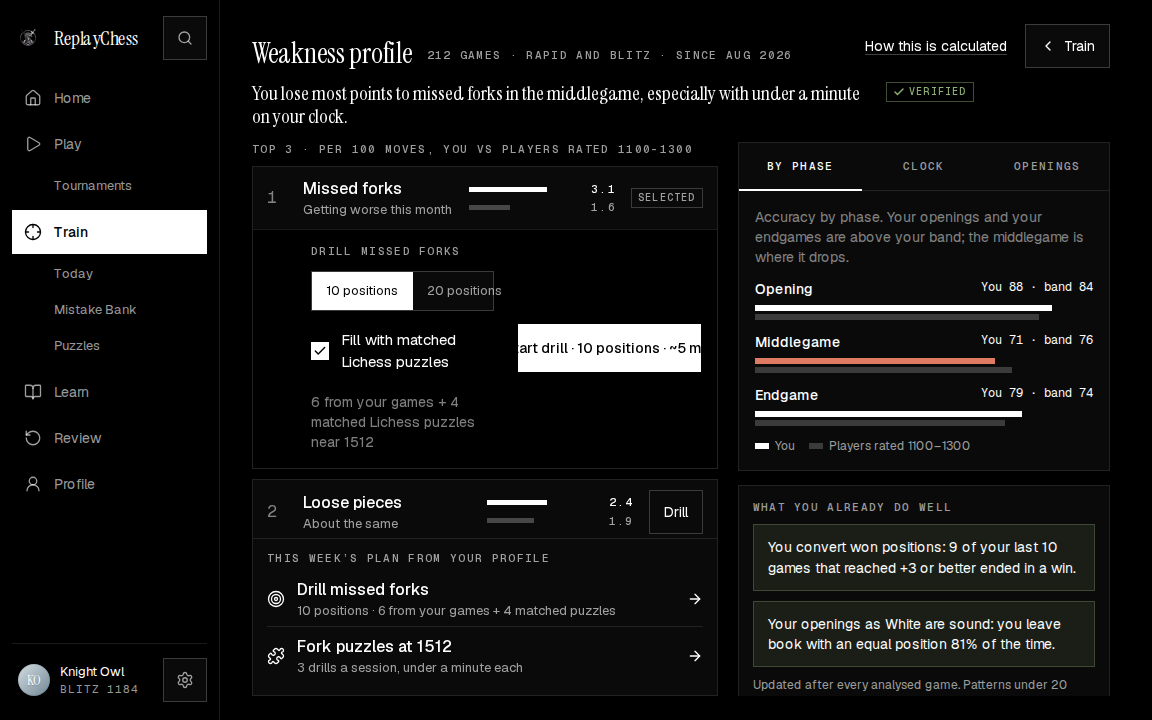 ReplayChess
Home
Play
Tournaments
Train
Today
Mistake Bank
Puzzles
Learn
Review
Profile
KO
Knight Owl
BLITZ 1184
Weakness profile
212 GAMES · RAPID AND BLITZ · SINCE AUG 2026
How this is calculated
Train
You lose most points to missed forks in the middlegame, especially with under a minute
on your clock.
VERIFIED
TOP 3 · PER 100 MOVES, YOU VS PLAYERS RATED 1100-1300
1
Missed forks
Getting worse this month
3.1
1.6
SELECTED
DRILL MISSED FORKS
10 positions
20 positions
Fill with matched
Lichess puzzles
art drill · 10 positions · ~5 m
6 from your games + 4
matched Lichess puzzles
near 1512
2
Loose pieces
About the same
2.4
1.9
Drill
THIS WEEK'S PLAN FROM YOUR PROFILE
Drill missed forks
10 positions · 6 from your games + 4 matched puzzles
Fork puzzles at 1512
3 drills a session, under a minute each
BY PHASE
CLOCK
OPENINGS
Accuracy by phase. Your openings and your
endgames are above your band; the middlegame is
where it drops.
Opening
You 88 · band 84
Middlegame
You 71 · band 76
Endgame
You 79 · band 74
You
Players rated 1100–1300
WHAT YOU ALREADY DO WELL
You convert won positions: 9 of your last 10
games that reached +3 or better ended in a win.
Your openings as White are sound: you leave
book with an equal position 81% of the time.
Updated after every analysed game. Patterns under 20